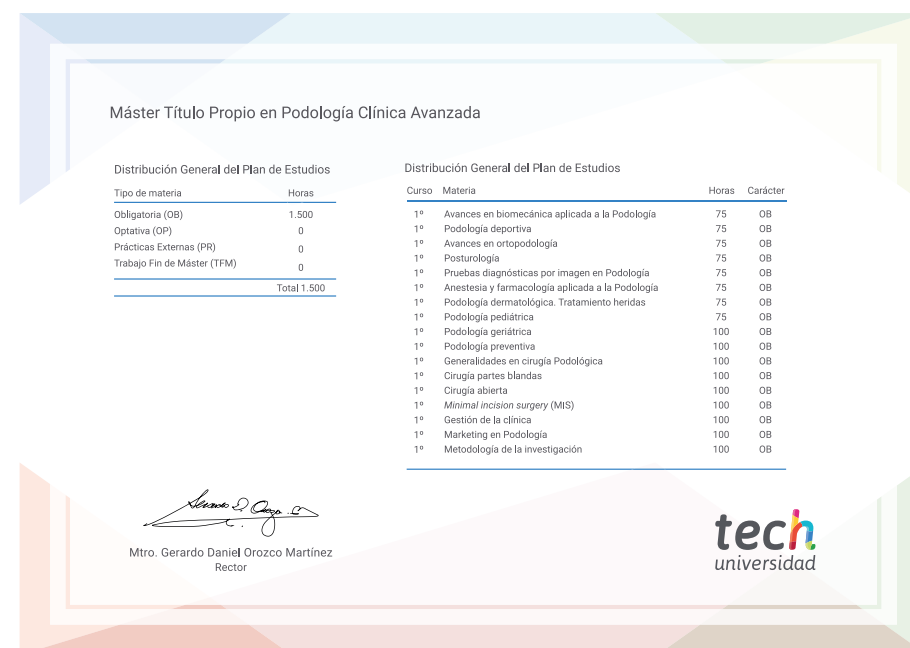 Máster Título Propio en Podología Clínica Avanzada
Distribución General del Plan de Estudios
Tipo de materia Horas
Obligatoria (OB) 1.500
Optativa (OP) 0
Prácticas Externas (PR) 0
Trabajo Fin de Máster (TFM) 0
Total 1.500
Distribución General del Plan de Estudios
Curso Materia Horas Carácter
1º Avances en biomecánica aplicada a la Podología 75 OB
1º Podología deportiva 75 OB
1º Avances en ortopodología 75 OB
1º Posturología 75 OB
1º Pruebas diagnósticas por imagen en Podología 75 OB
1º Anestesia y farmacología aplicada a la Podología 75 OB
1º Podología dermatológica. Tratamiento heridas 75 OB
1º Podología pediátrica 75 OB
1º Podología geriátrica 100 OB
1º Podología preventiva 100 OB
1º Generalidades en cirugía Podológica 100 OB
1º Cirugía partes blandas 100 OB
1º Cirugía abierta 100 OB
1º Minimal incision surgery (MIS) 100 OB
1º Gestión de la clínica 100 OB
1º Marketing en Podología 100 OB
1º Metodología de la investigación 100 OB
Mtro. Gerardo Daniel Orozco Martínez
Rector
tech
universidad